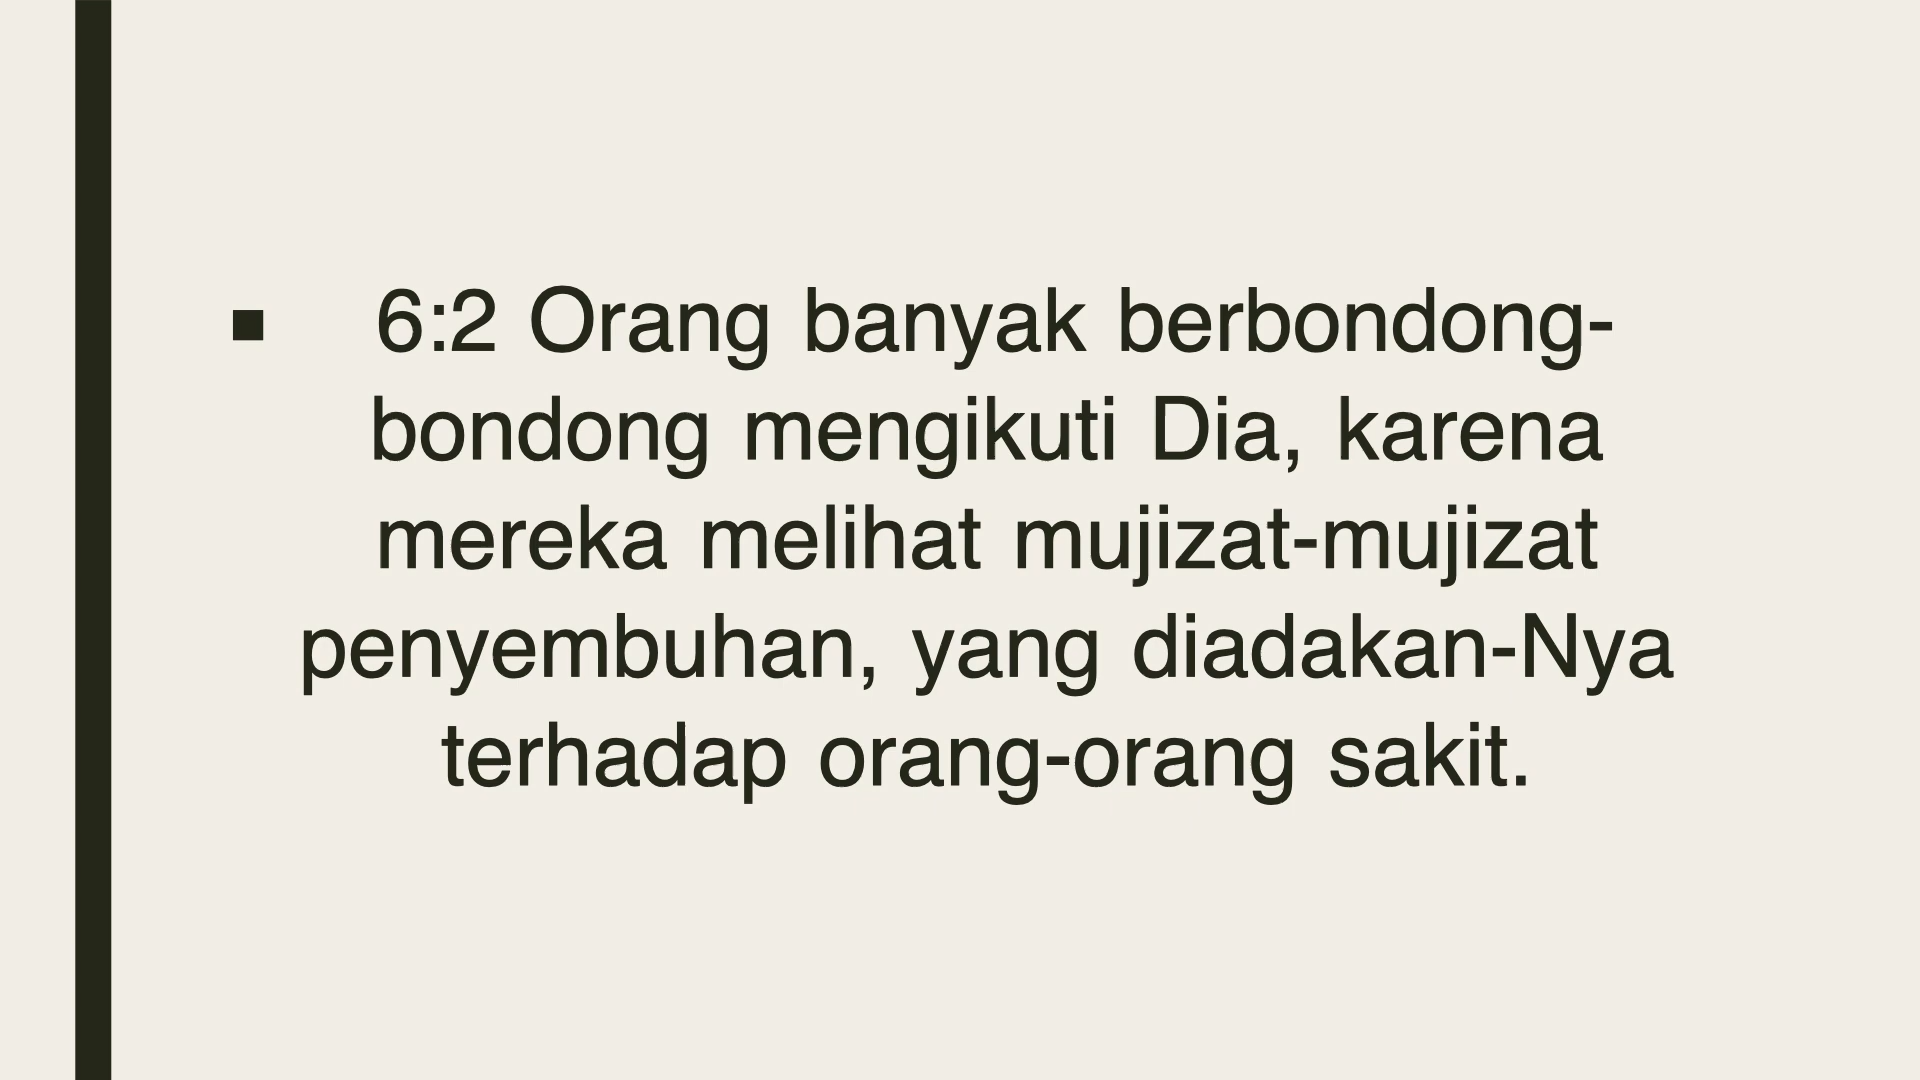 ▪ 6:2 Orang banyak berbondong-
bondong mengikuti Dia, karena
mereka melihat mujizat-mujizat
penyembuhan, yang diadakan-Nya
terhadap orang-orang sakit.